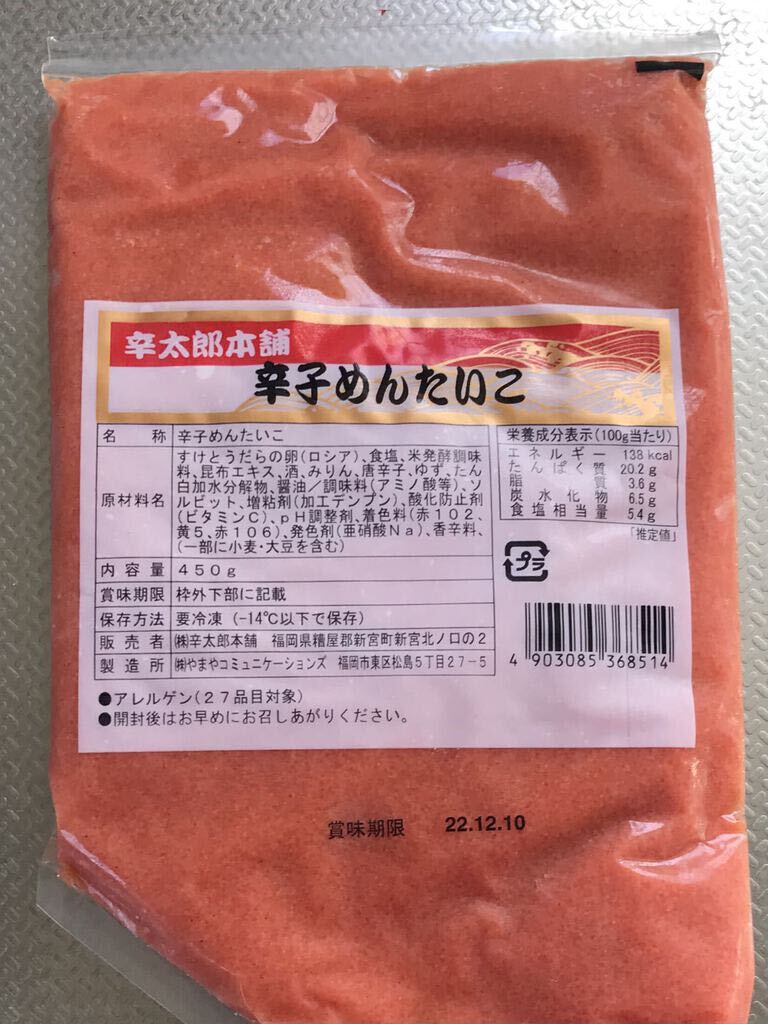 辛太郎本舗
辛子めんたいこ
名　称 辛子めんたいこ
原材料名 すけとうだらの卵(ロシア)、食塩、米発酵調味
料、昆布エキス、酒、みりん、唐辛子、ゆず、たん
白加水分解物、醤油／調味料(アミノ酸等)、ソ
ルビット、増粘剤(加工デンプン)、酸化防止剤
(ビタミンC)、pH調整剤、着色料(赤102、
黄5、赤106)、発色剤(亜硝酸Na)、香辛料、
(一部に小麦・大豆を含む)
内容量 450g
賞味期限 枠外下部に記載
保存方法 要冷凍 (-14℃以下で保存)
販売者 ㈱辛太郎本舗　福岡県糟屋郡新宮町新宮北ノ口の2
製造所 ㈱やまやコミュニケーションズ　福岡市東区松島5丁目27-5
●アレルゲン(27品目対象)
●開封後はお早めにお召しあがりください。
栄養成分表示(100g当たり)
エネルギー 138 kcal
たんぱく質 20.2 g
脂質 3.6 g
炭水化物 6.5 g
食塩相当量 5.4 g
「推定値」
プラ
4 903085 368514
賞味期限 22.12.10